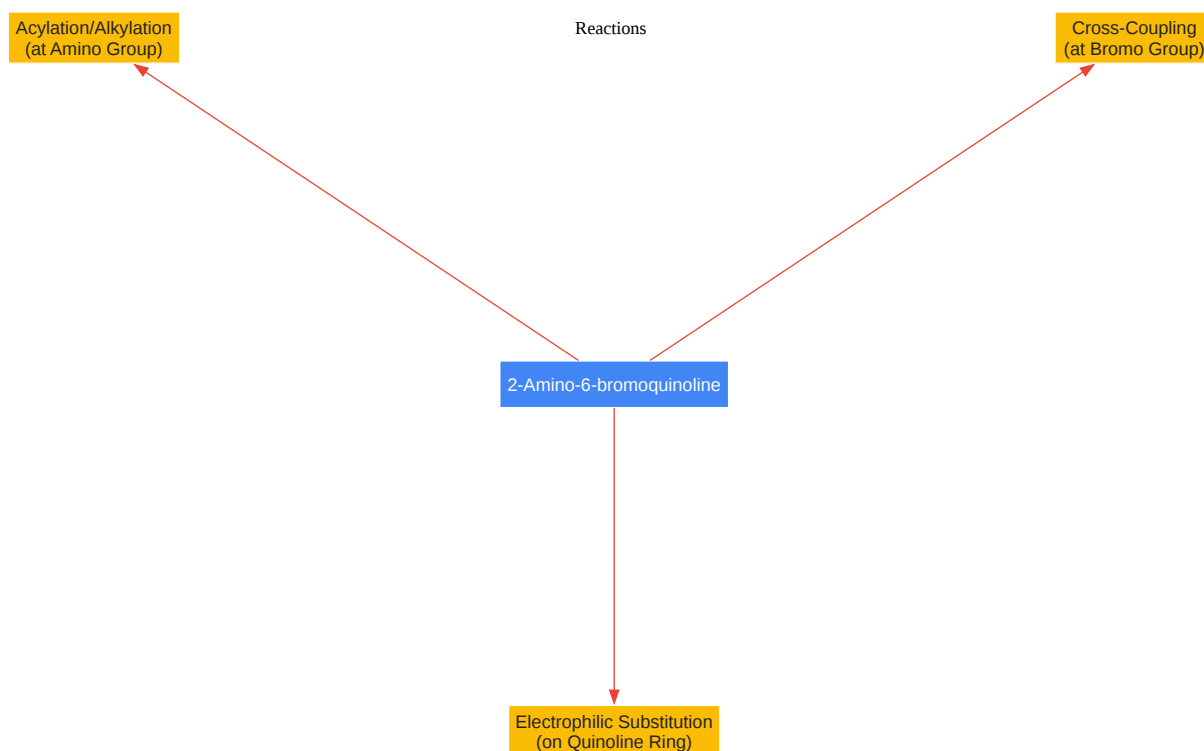 Acylation/Alkylation
(at Amino Group)
Reactions
Cross-Coupling
(at Bromo Group)
2-Amino-6-bromoquinoline
Electrophilic Substitution
(on Quinoline Ring)